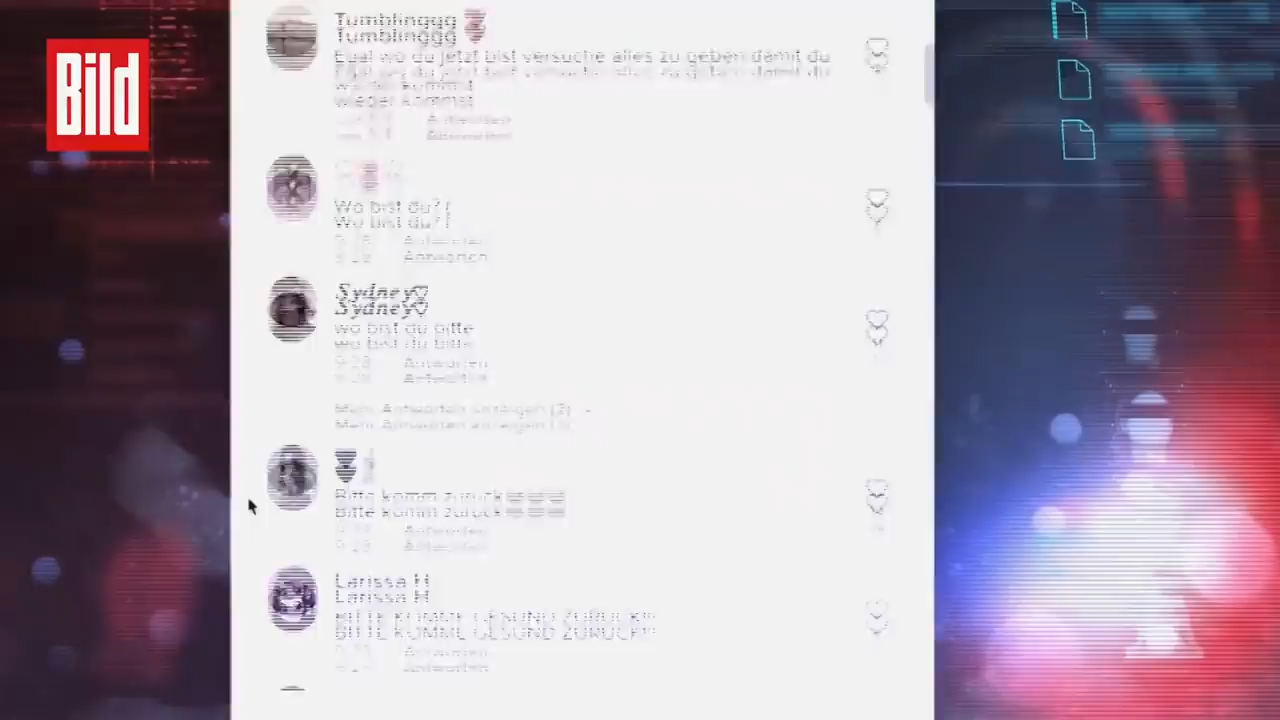 Bild
Tumblinggg
Egal wo du jetzt bist versuche alles zu geben damit du
wieder kommst
Antworten
Wo bist du?
Antworten
Sydney
wo bist du bitte
Antworten
Mehr Antworten anzeigen
Bitte komm zurück
Antworten
Larissa H
BITTE KOMME GESUND ZURÜCK!!
Antworten